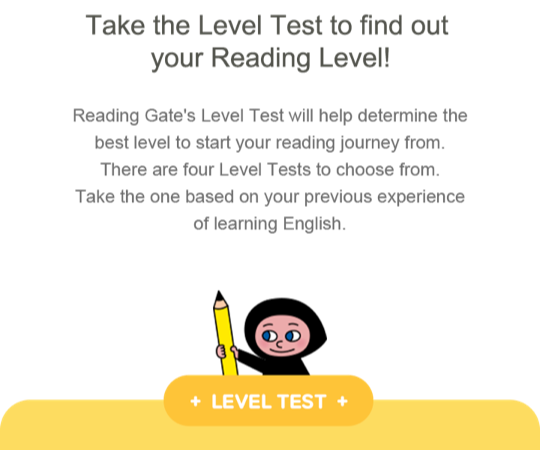 Take the Level Test to find out
your Reading Level!
Reading Gate's Level Test will help determine the
best level to start your reading journey from.
There are four Level Tests to choose from.
Take the one based on your previous experience
of learning English.
+ LEVEL TEST +